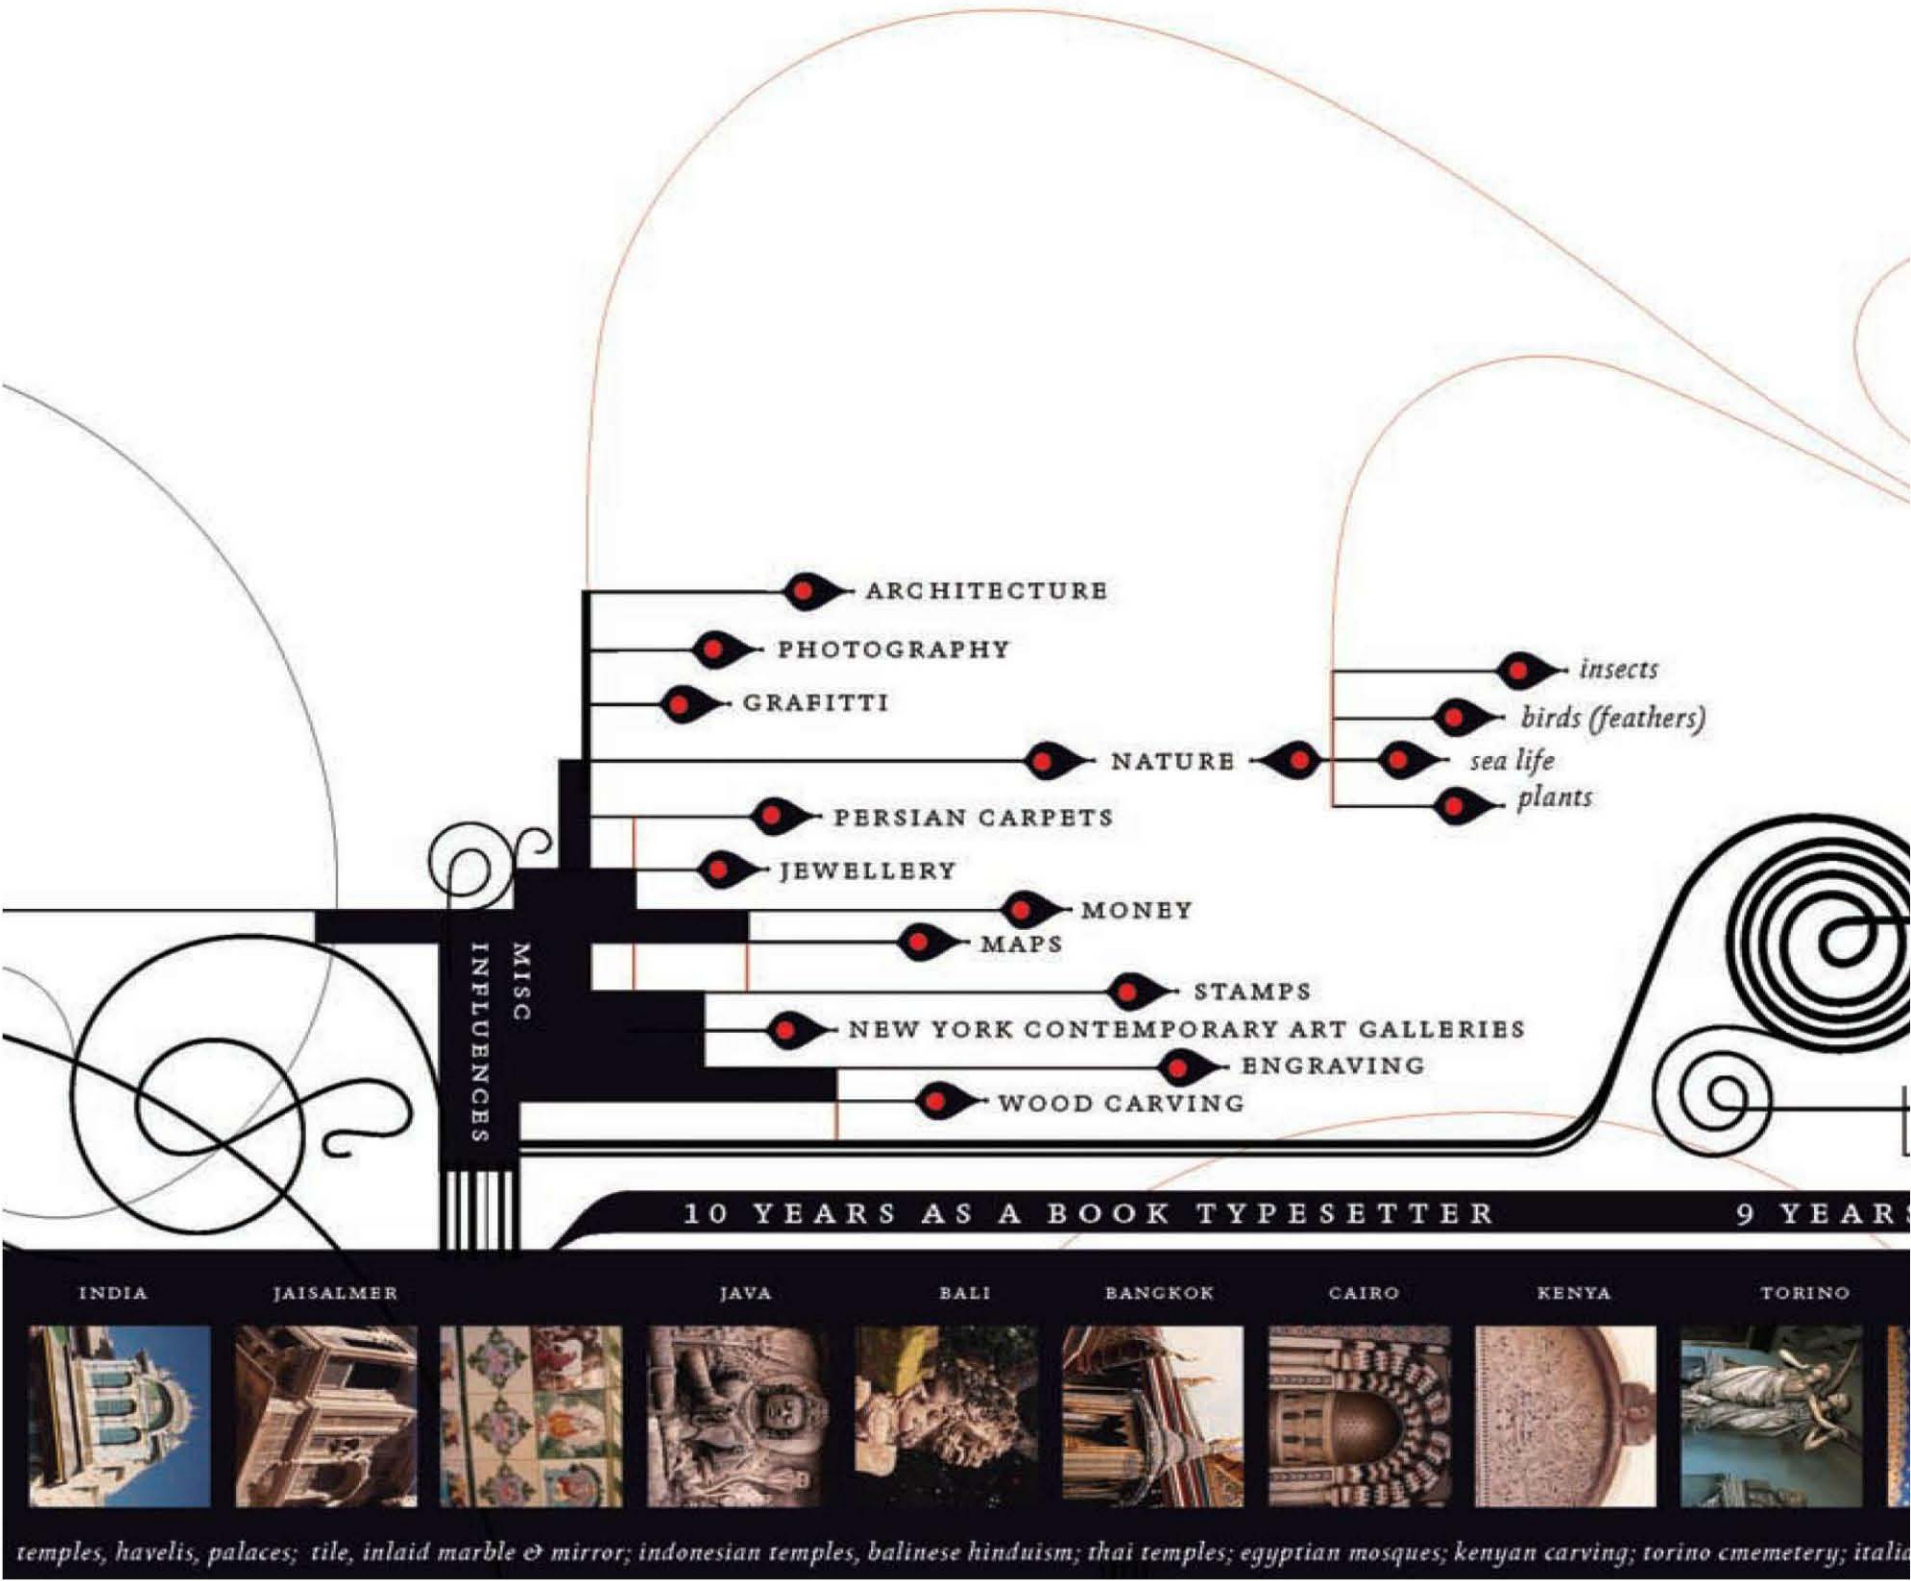 ARCHITECTURE
PHOTOGRAPHY
GRAFITTI
insects
birds (feathers)
NATURE
sea life
plants
PERSIAN CARPETS
JEWELLERY
MONEY
MAPS
MISC
INFLUENCES
STAMPS
NEW YORK CONTEMPORARY ART GALLERIES
ENGRAVING
WOOD CARVING
10 YEARS AS A BOOK TYPESETTER
9 YEARS
INDIA
JAISALMER
JAVA
BALI
BANGKOK
CAIRO
KENYA
TORINO
temples, havelis, palaces; tile, inlaid marble & mirror; indonesian temples, balinese hinduism; thai temples; egyptian mosques; kenyan carving; torino cmemetery; italia